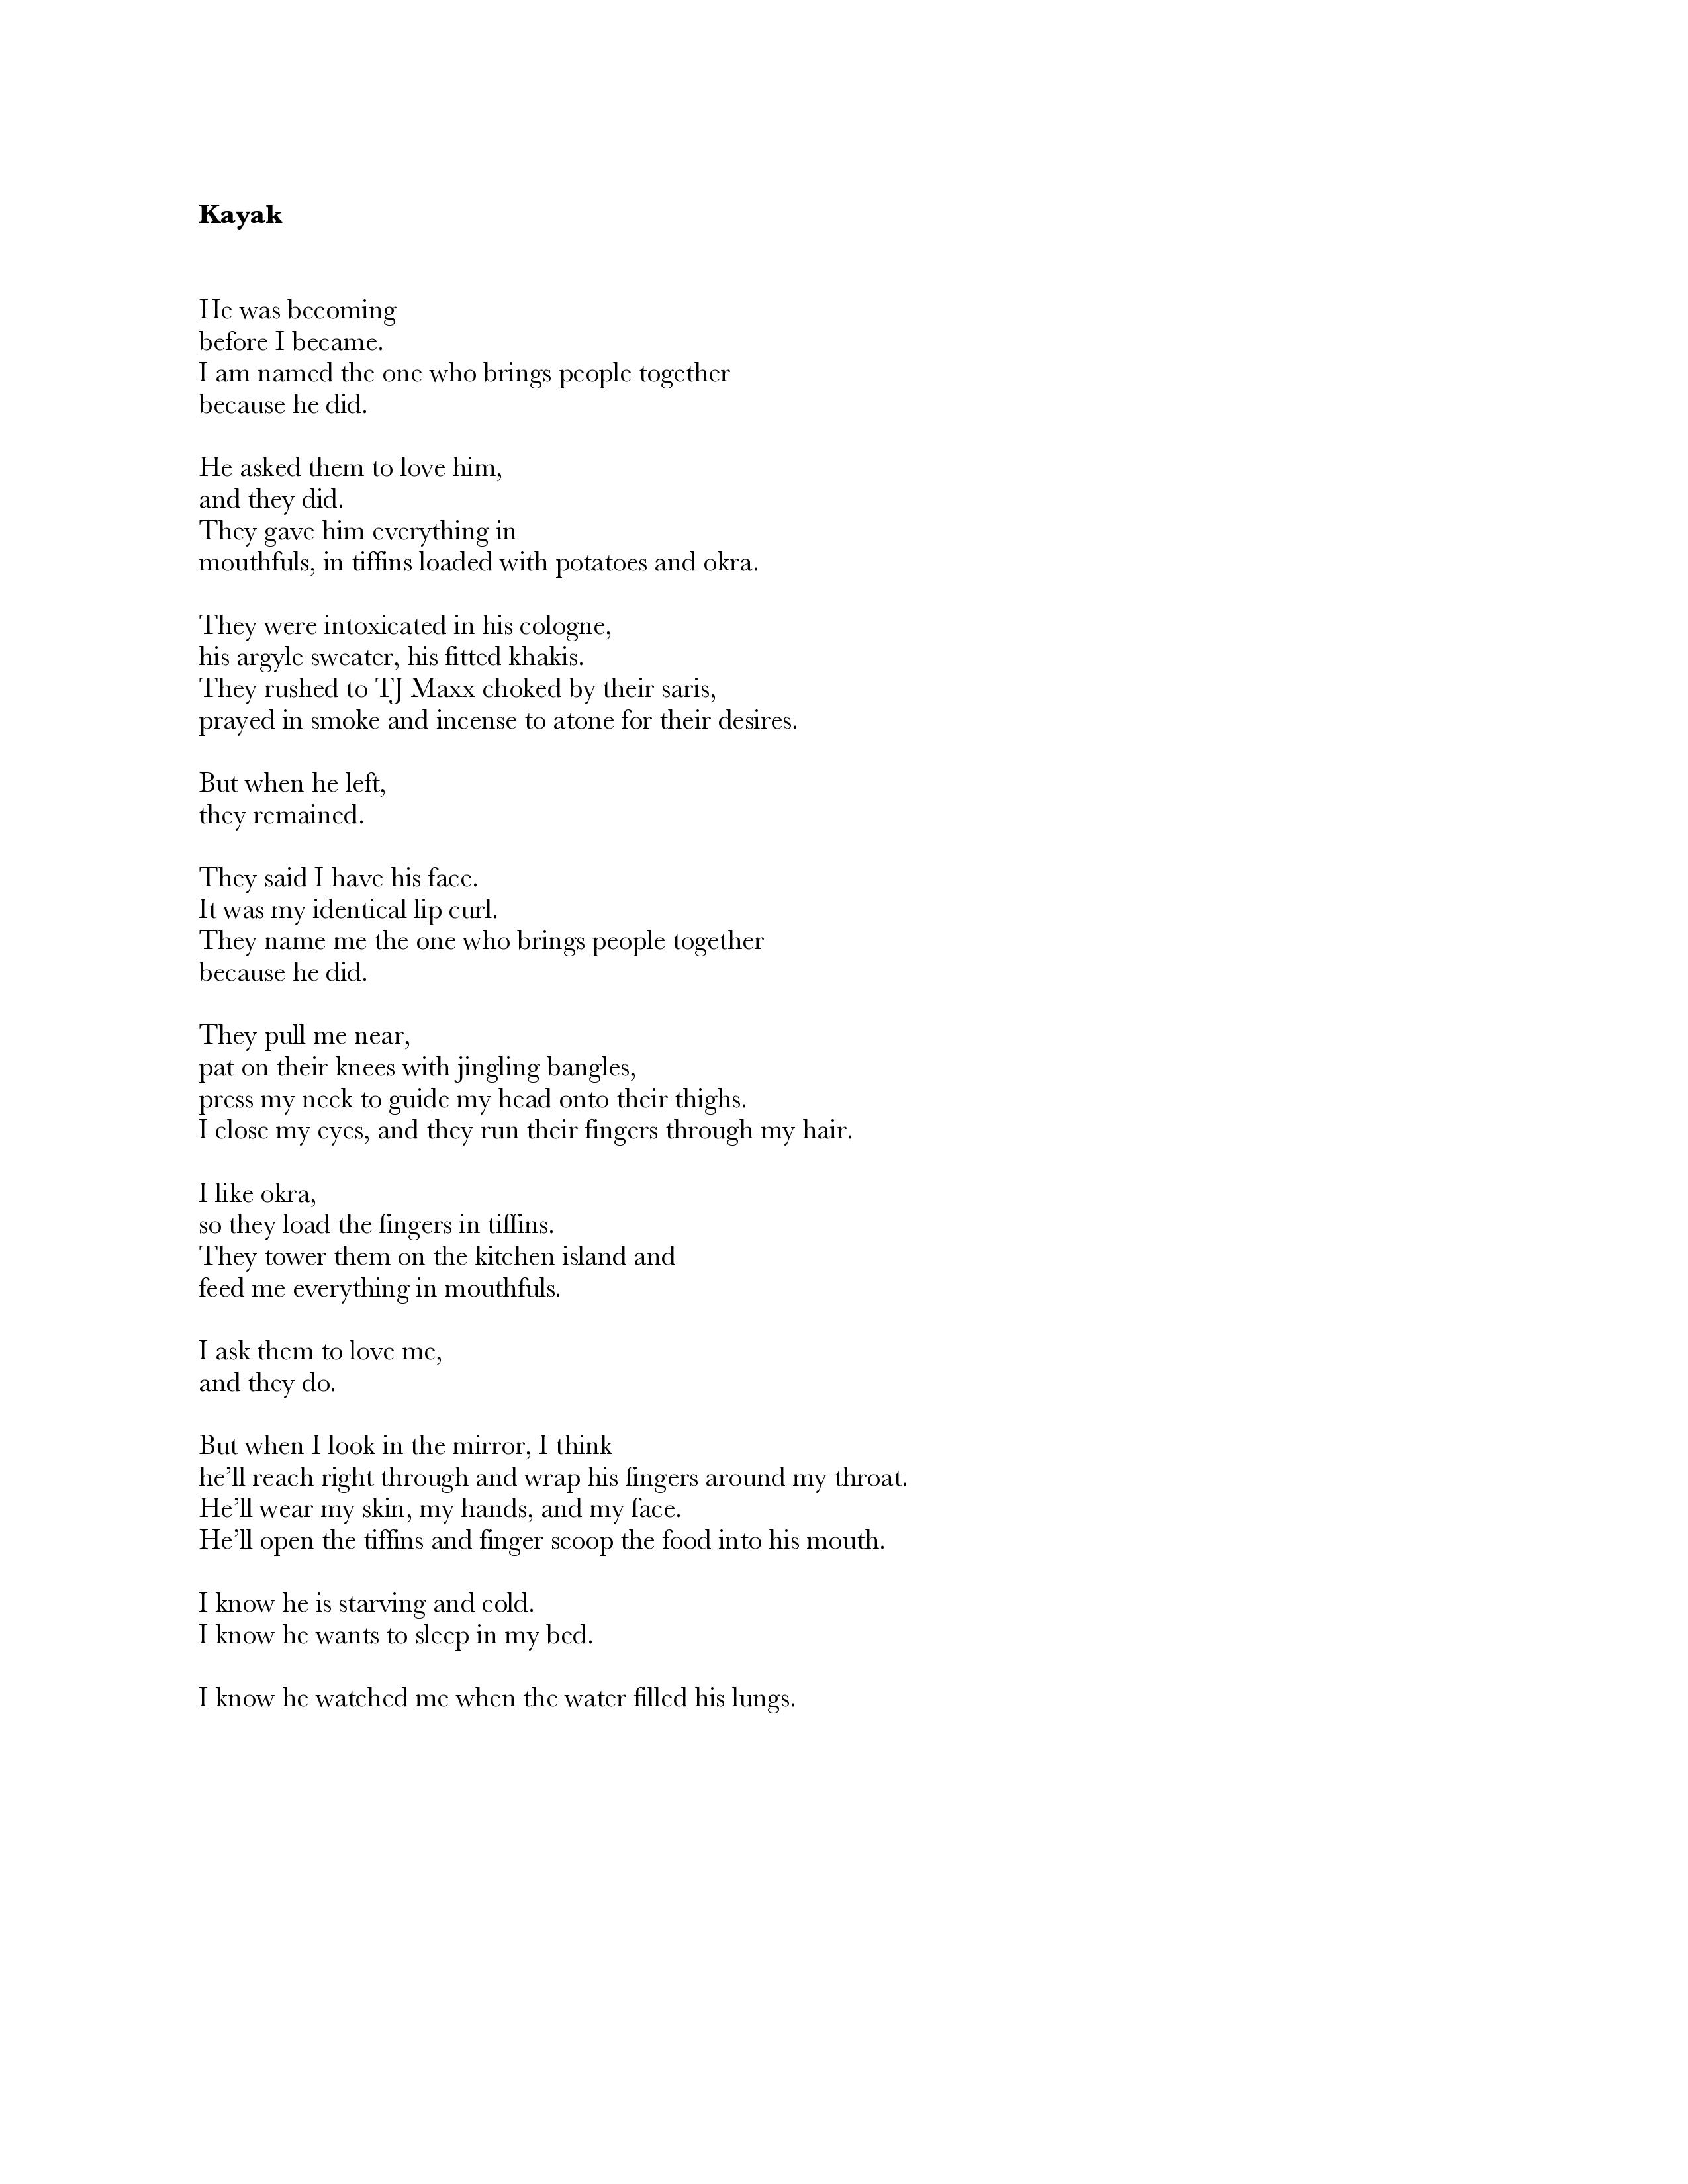 Kayak
He was becoming
before I became.
I am named the one who brings people together
because he did.
He asked them to love him,
and they did.
They gave him everything in
mouthfuls, in tiffins loaded with potatoes and okra.
They were intoxicated in his cologne,
his argyle sweater, his fitted khakis.
They rushed to TJ Maxx choked by their saris,
prayed in smoke and incense to atone for their desires.
But when he left,
they remained.
They said I have his face.
It was my identical lip curl.
They name me the one who brings people together
because he did.
They pull me near,
pat on their knees with jingling bangles,
press my neck to guide my head onto their thighs.
I close my eyes, and they run their fingers through my hair.
I like okra,
so they load the fingers in tiffins.
They tower them on the kitchen island and
feed me everything in mouthfuls.
I ask them to love me,
and they do.
But when I look in the mirror, I think
he’ll reach right through and wrap his fingers around my throat.
He’ll wear my skin, my hands, and my face.
He’ll open the tiffins and finger scoop the food into his mouth.
I know he is starving and cold.
I know he wants to sleep in my bed.
I know he watched me when the water filled his lungs.